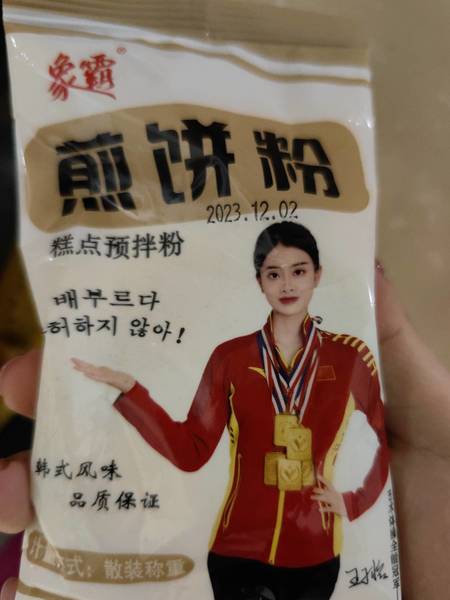 象霸®
煎饼粉
2023.12.02
糕点预拌粉
배부르다
허하지 않아!
韩式风味
品质保证
式：散装称重